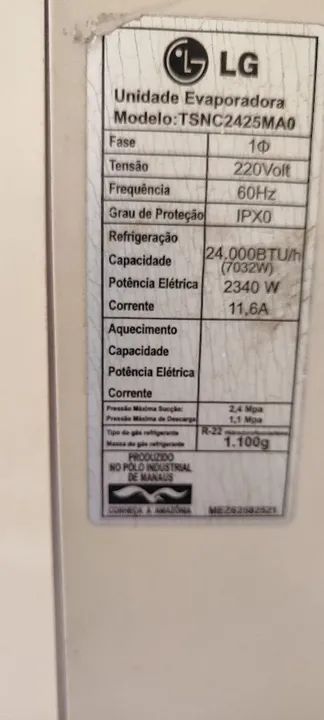 LG
Unidade Evaporadora
Modelo:TSNC2425MA0
Fase 1Φ
Tensão 220Volt
Frequência 60Hz
Grau de Proteção IPX0
Refrigeração
Capacidade 24.000BTU/h
(7032W)
Potência Elétrica 2340 W
Corrente 11,6A
Aquecimento
Capacidade
Potência Elétrica
Corrente
Pressão Máxima Sucção: 2,4 Mpa
Pressão Máxima de Descarga 1,1 Mpa
Tipo do gás refrigerante R-22
Massa do gás refrigerante 1.100g
PRODUZIDO
NO PÓLO INDUSTRIAL
DE MANAUS
CONHEÇA A AMAZÔNIA